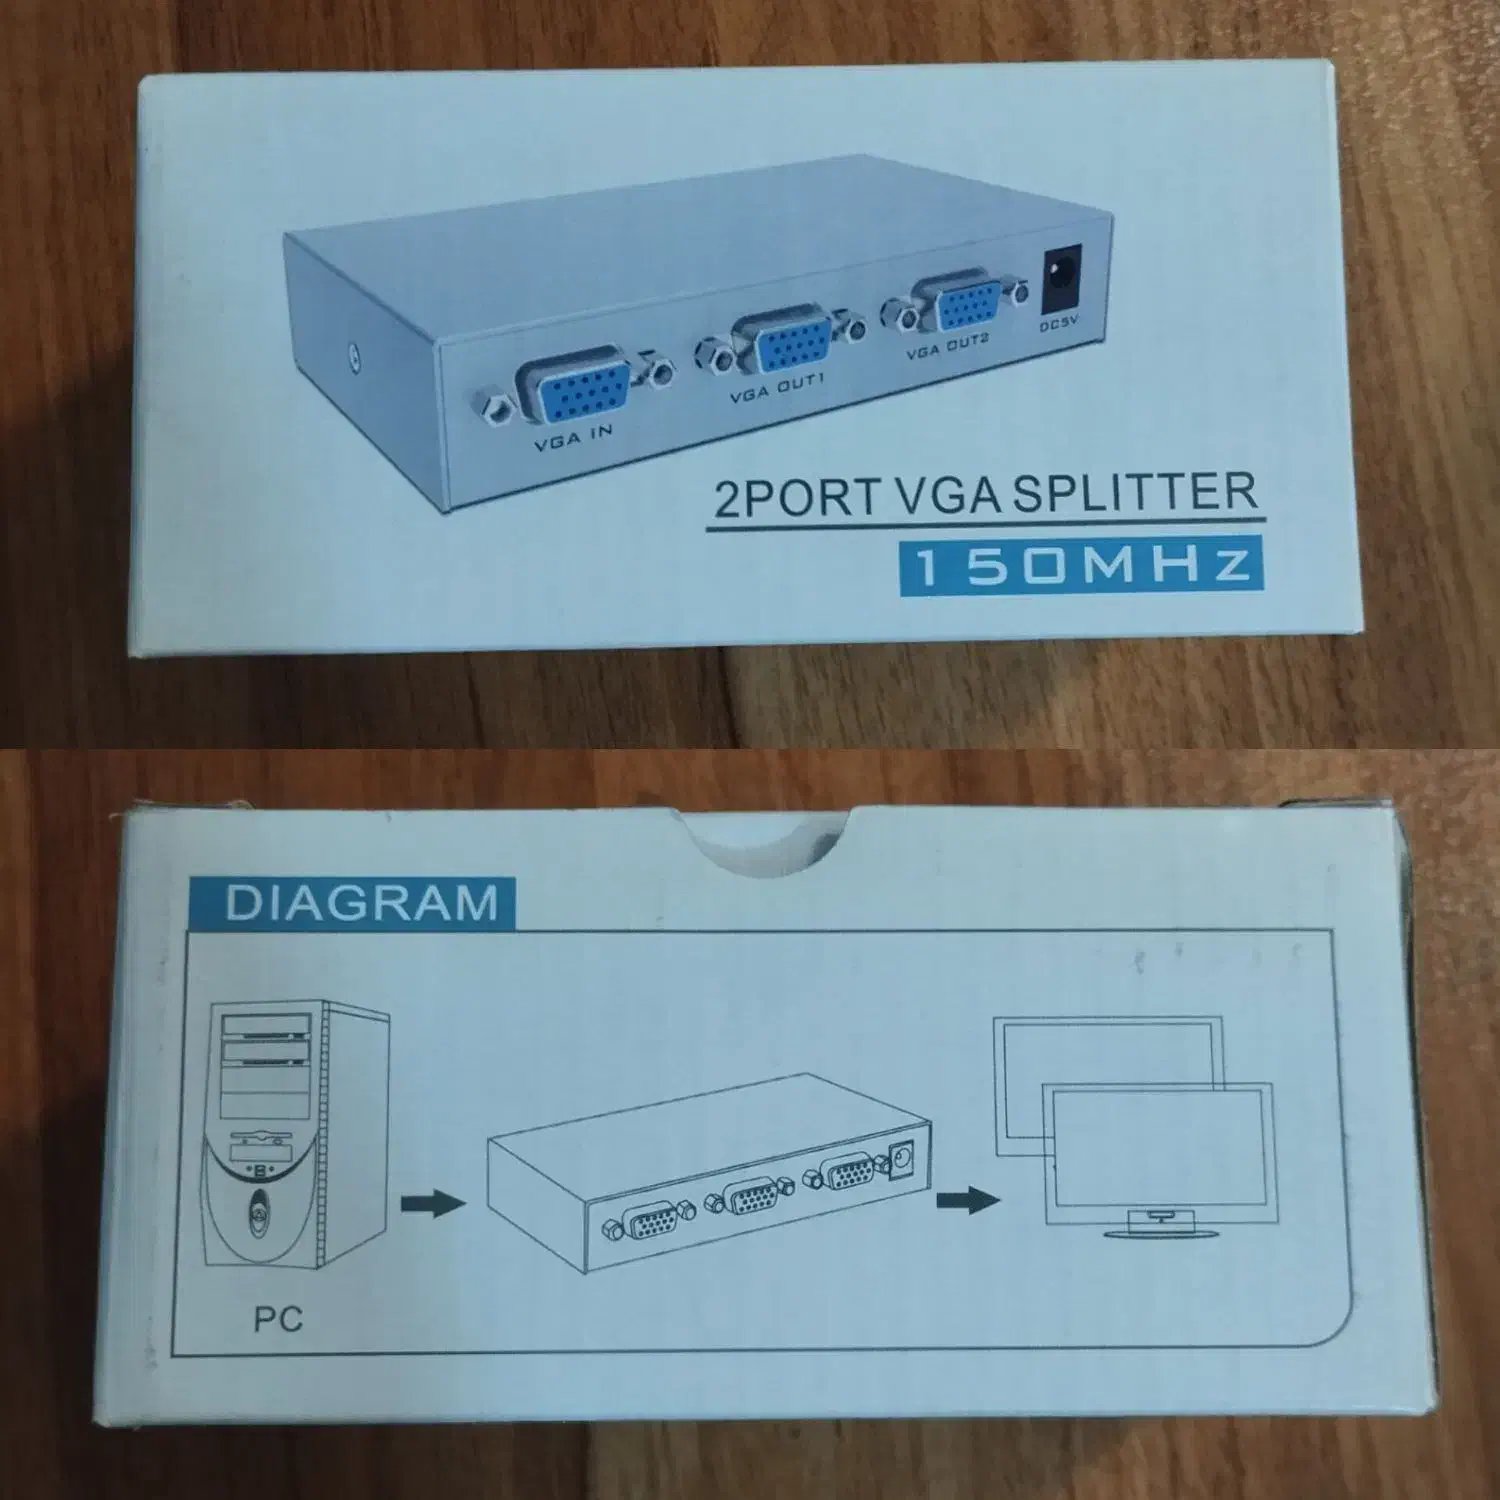 VGA IN
VGA OUT1
VGA OUT2
DC5V
2PORT VGA SPLITTER
150MHz
DIAGRAM
PC